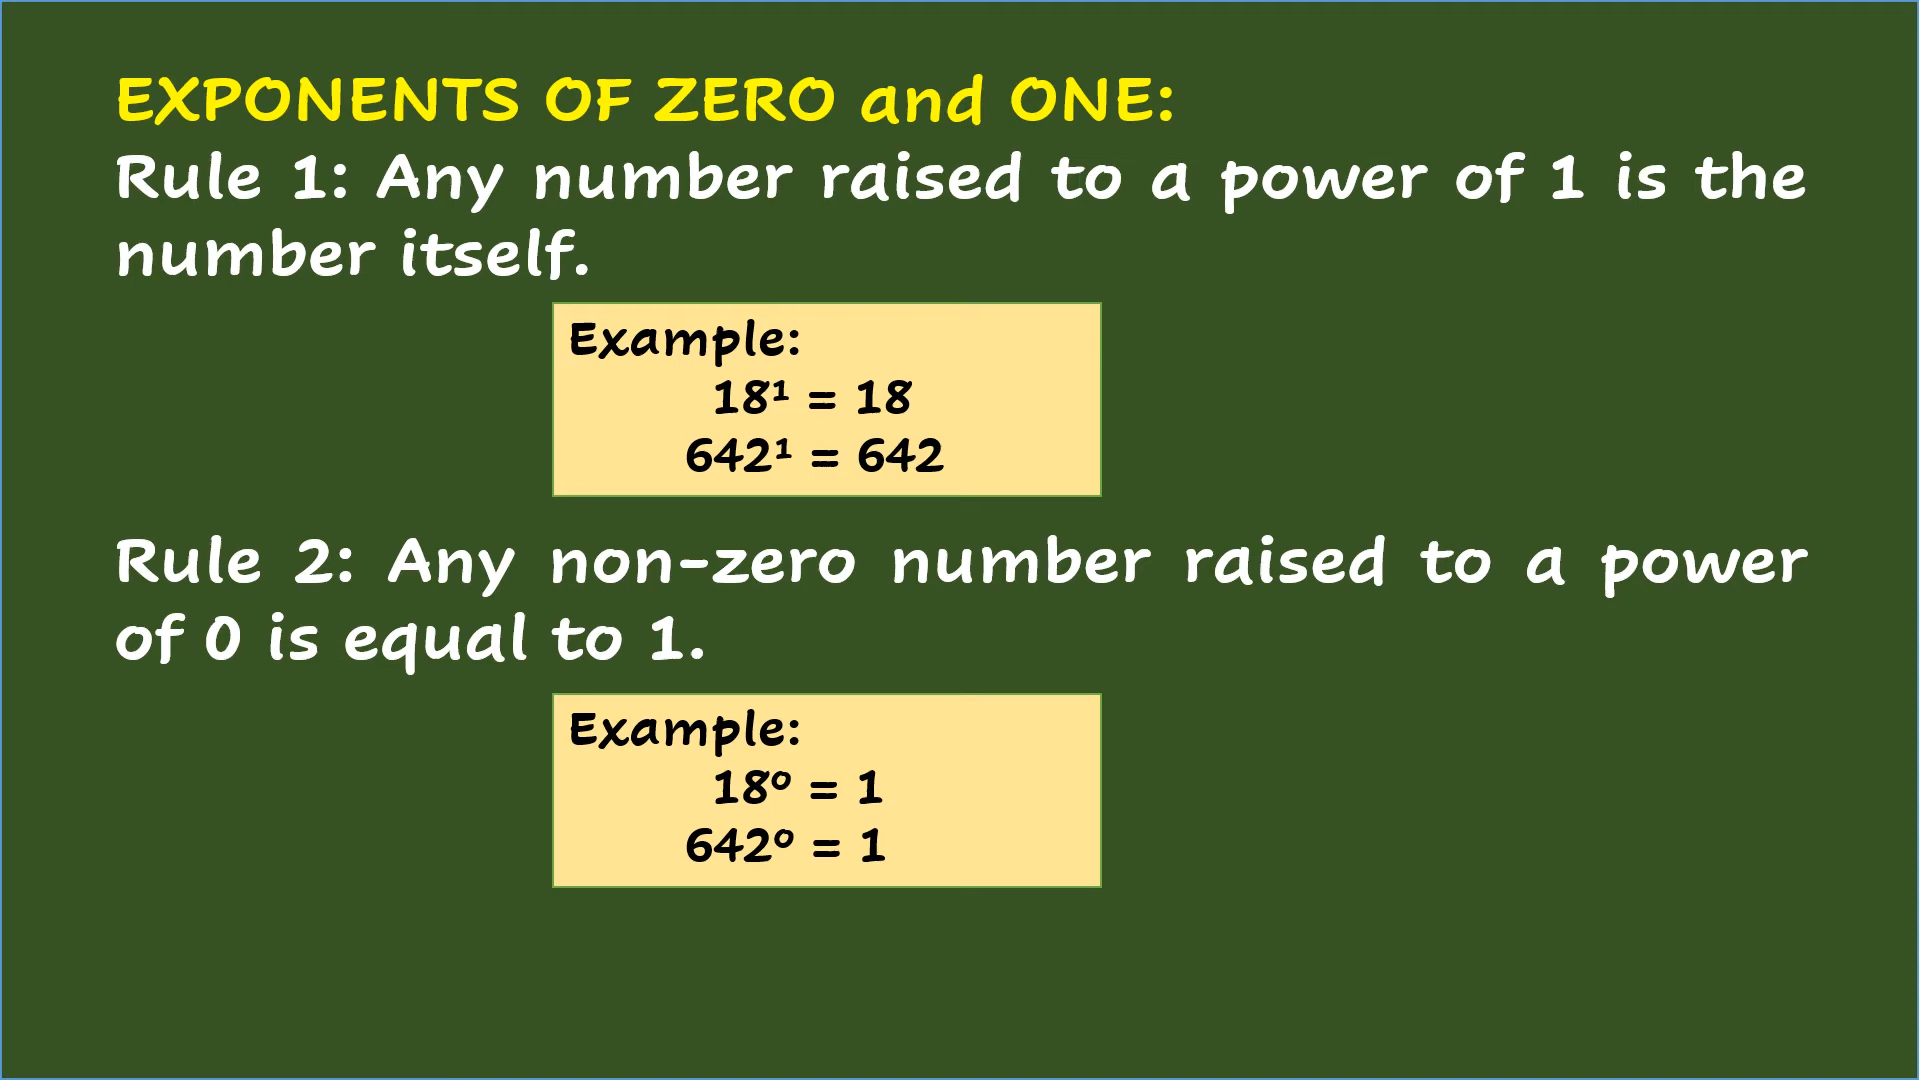 EXPONENTS OF ZERO and ONE:
Rule 1: Any number raised to a power of 1 is the
number itself.
Example:
18¹ = 18
642¹ = 642
Rule 2: Any non-zero number raised to a power
of 0 is equal to 1.
Example:
18⁰ = 1
642⁰ = 1